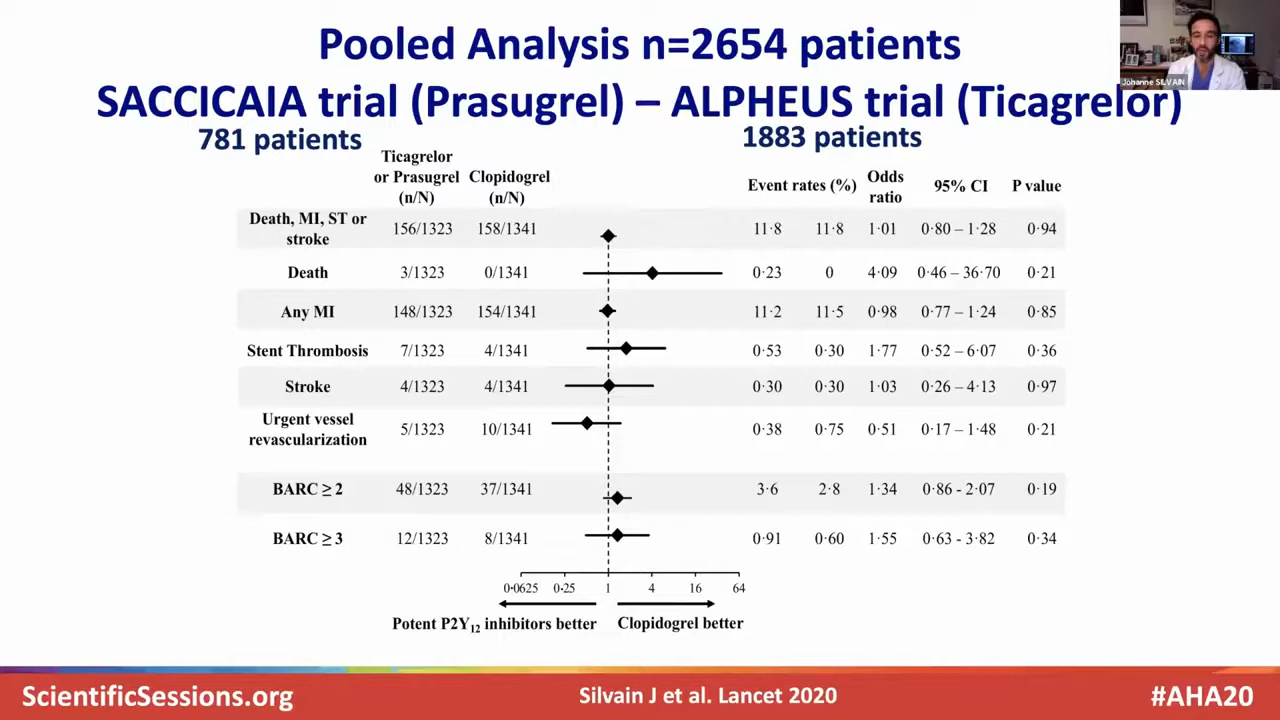 Pooled Analysis n=2654 patients
SACCICAIA trial (Prasugrel) – ALPHEUS trial (Ticagrelor)
781 patients 1883 patients
Johanne SILVAIN
Ticagrelor or Prasugrel (n/N) Clopidogrel (n/N) Event rates (%) Odds ratio 95% CI P value
Death, MI, ST or stroke 156/1323 158/1341 11·8 11·8 1·01 0·80 – 1·28 0·94
Death 3/1323 0/1341 0·23 0 4·09 0·46 – 36·70 0·21
Any MI 148/1323 154/1341 11·2 11·5 0·98 0·77 – 1·24 0·85
Stent Thrombosis 7/1323 4/1341 0·53 0·30 1·77 0·52 – 6·07 0·36
Stroke 4/1323 4/1341 0·30 0·30 1·03 0·26 – 4·13 0·97
Urgent vessel revascularization 5/1323 10/1341 0·38 0·75 0·51 0·17 – 1·48 0·21
BARC ≥ 2 48/1323 37/1341 3·6 2·8 1·34 0·86 - 2·07 0·19
BARC ≥ 3 12/1323 8/1341 0·91 0·60 1·55 0·63 - 3·82 0·34
0·0625 0·25 1 4 16 64
Potent P2Y12 inhibitors better Clopidogrel better
ScientificSessions.org Silvain J et al. Lancet 2020 #AHA20